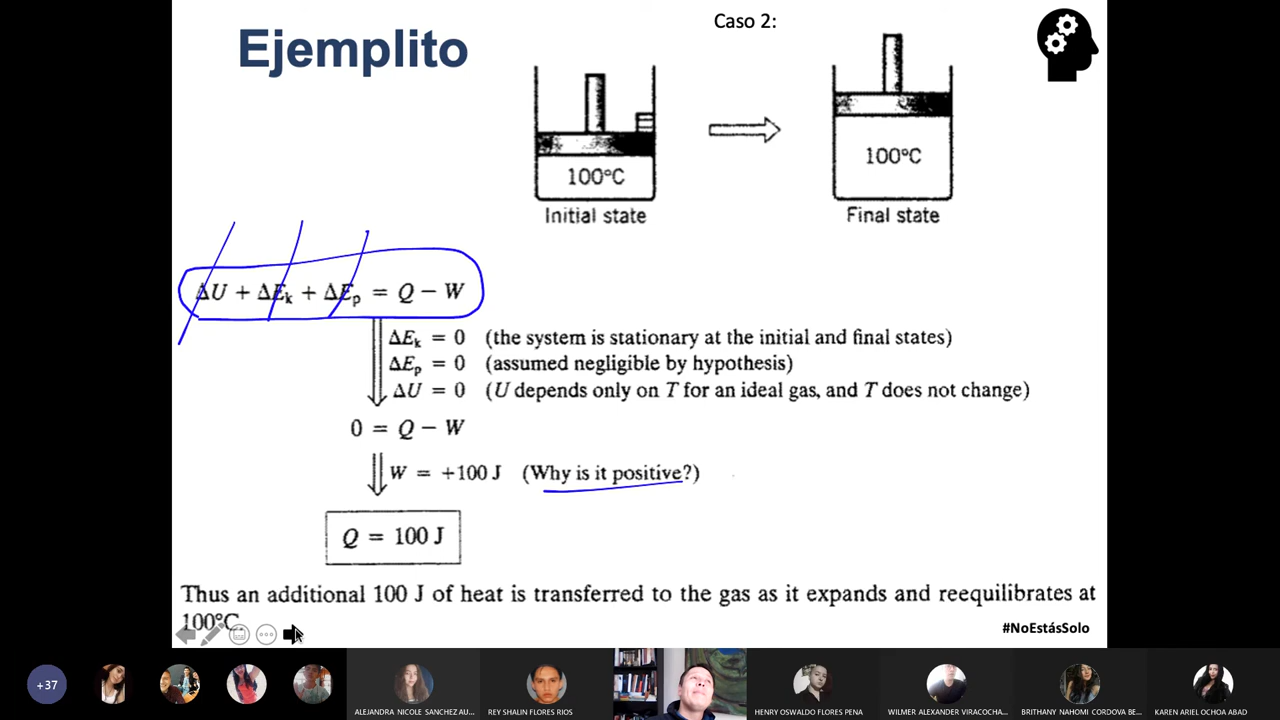 Caso 2:
Ejemplito
100°C
100°C
Initial state
Final state
ΔU + ΔEk + ΔEp = Q − W
ΔEk = 0 (the system is stationary at the initial and final states)
ΔEp = 0 (assumed negligible by hypothesis)
ΔU = 0 (U depends only on T for an ideal gas, and T does not change)
0 = Q − W
W = +100 J (Why is it positive?)
Q = 100 J
Thus an additional 100 J of heat is transferred to the gas as it expands and reequilibrates at
100°C.
#NoEstásSolo
+37
ALEJANDRA NICOLE SANCHEZ AU...
REY SHALIN FLORES RIOS
HENRY OSWALDO FLORES PENA
WILMER ALEXANDER VIRACOCHA...
BRITHANY NAHOMI CORDOVA BE...
KAREN ARIEL OCHOA ABAD